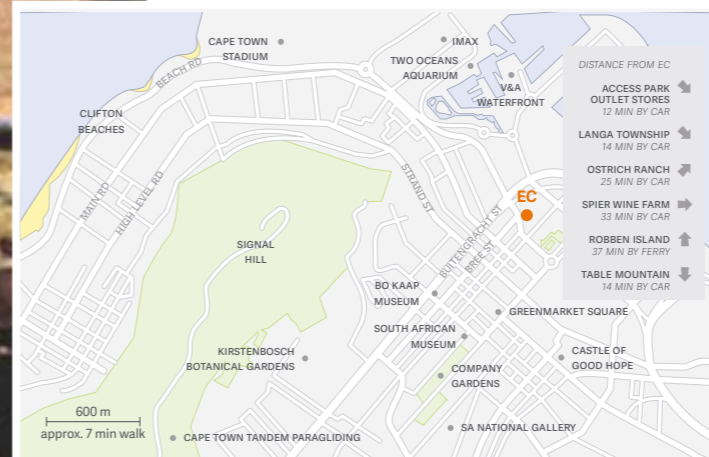 CAPE TOWN
STADIUM
IMAX
TWO OCEANS
AQUARIUM
V&A
WATERFRONT
BEACH RD
CLIFTON
BEACHES
MAIN RD
HIGH LEVEL RD
STRAND ST
BUITENGRACHT ST
BREE ST
EC
SIGNAL
HILL
BO KAAP
MUSEUM
GREENMARKET SQUARE
SOUTH AFRICAN
MUSEUM
KIRSTENBOSCH
BOTANICAL GARDENS
CASTLE OF
GOOD HOPE
COMPANY
GARDENS
SA NATIONAL GALLERY
CAPE TOWN TANDEM PARAGLIDING
600 m
approx. 7 min walk
DISTANCE FROM EC
ACCESS PARK
OUTLET STORES
12 MIN BY CAR
LANGA TOWNSHIP
14 MIN BY CAR
OSTRICH RANCH
25 MIN BY CAR
SPIER WINE FARM
33 MIN BY CAR
ROBBEN ISLAND
37 MIN BY FERRY
TABLE MOUNTAIN
14 MIN BY CAR